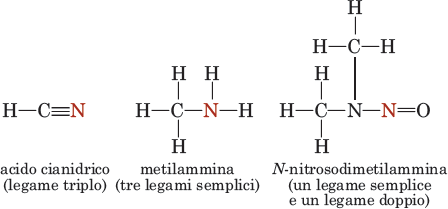 H
H—C—H
H H H
H—C≡N H—C—N—H H—C—N—N=O
H H
acido cianidrico metilammina N-nitrosodimetilammina
(legame triplo) (tre legami semplici) (un legame semplice
e un legame doppio)